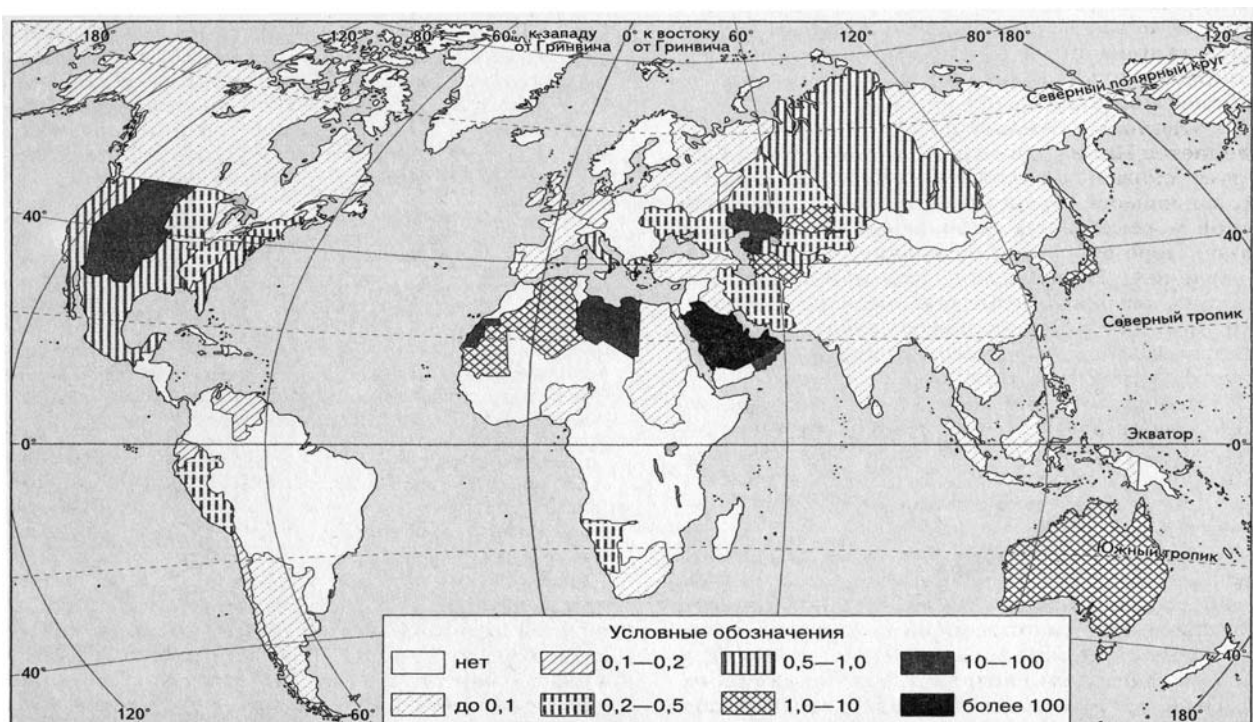 180° 120° 80° 60° к западу 0° к востоку 60° 120° 80° 180° 120°
от Гринвича от Гринвича
Северный полярный круг
40° 40°
Северный тропик
Экватор
0° 0°
Южный тропик
Условные обозначения
нет 0,1—0,2 0,5—1,0 10—100
до 0,1 0,2—0,5 1,0—10 более 100
40° 40°
120° 60° 180°